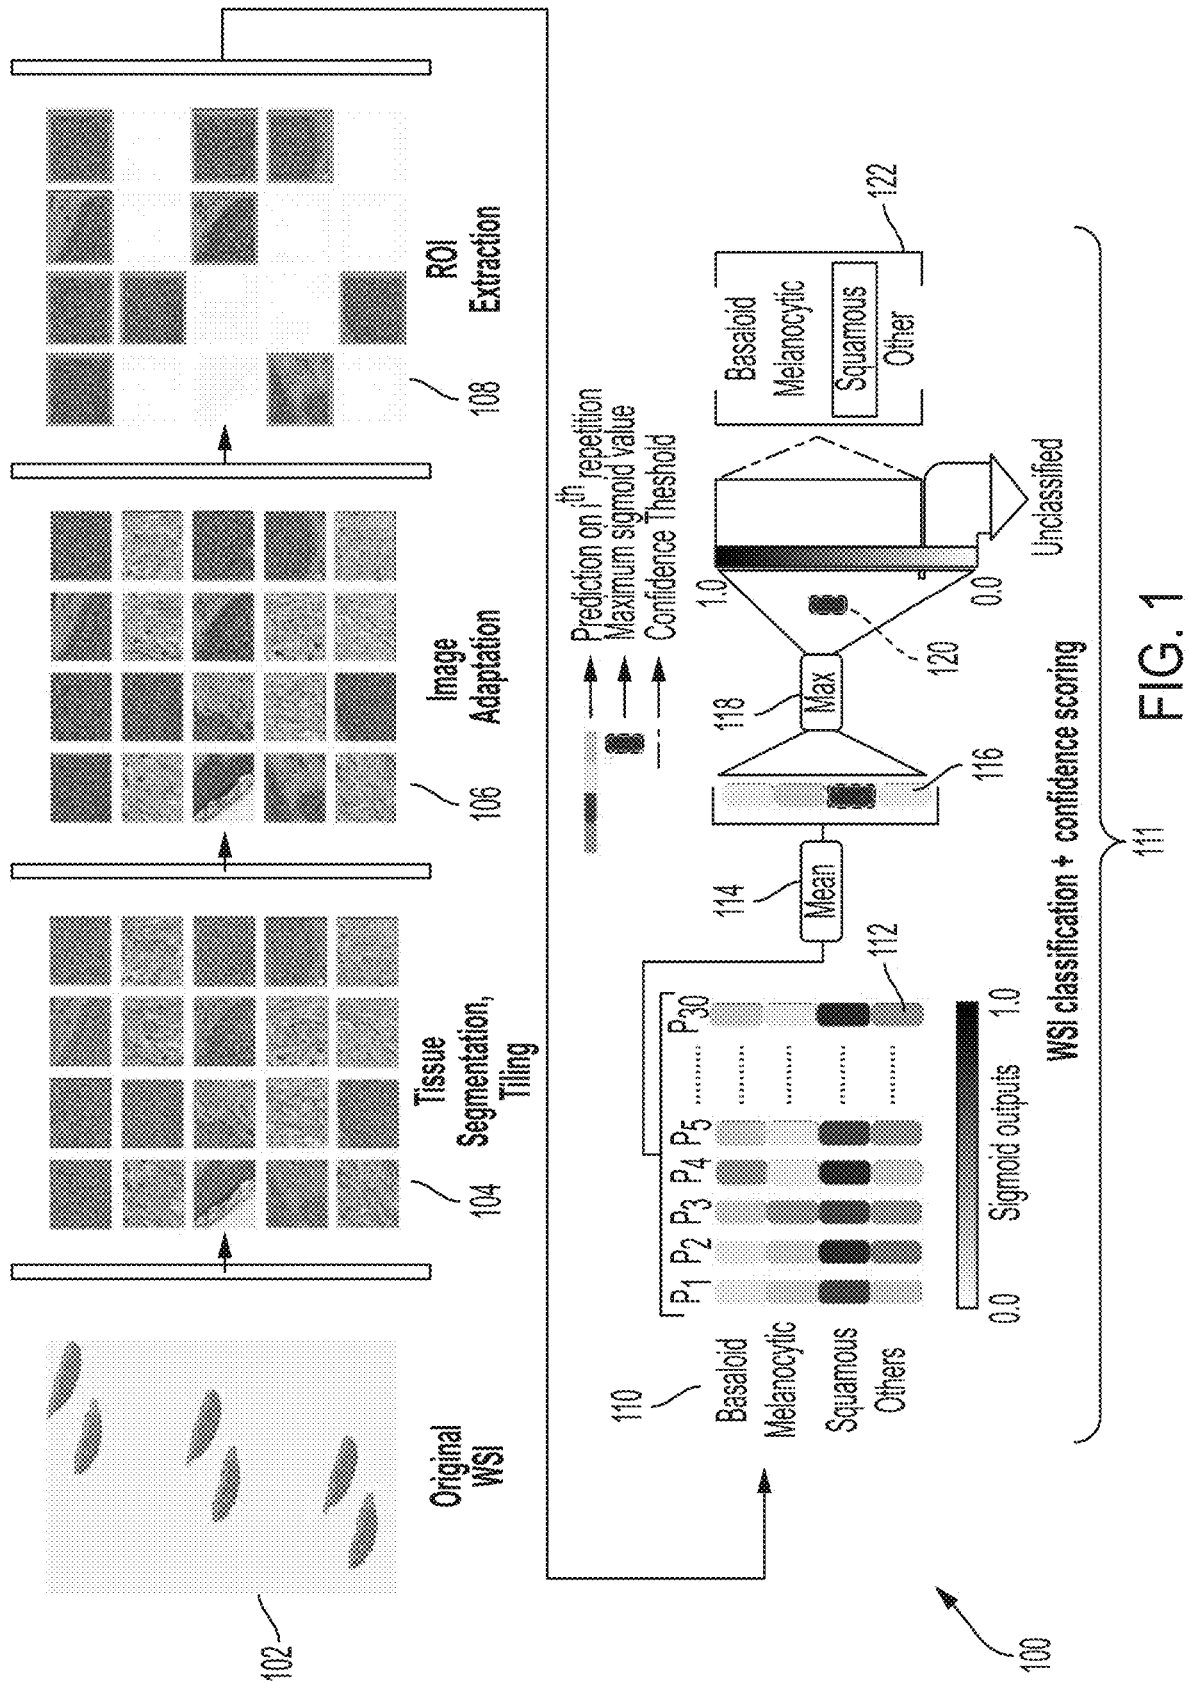 102
Original
WSI
104
Tissue
Segmentation,
Tiling
106
Image
Adaptation
108
ROI
Extraction
110
Basaloid
Melanocytic
Squamous
Others
P1 P2 P3 P4 P5 P30
112
0.0
Sigmoid outputs
1.0
114
Mean
116
118
Max
120
Prediction on ith repetition
Maximum sigmoid value
Confidence Theshold
1.0
0.0
Unclassified
Basaloid
Melanocytic
Squamous
Other
122
WSI classification + confidence scoring
111
100
FIG. 1